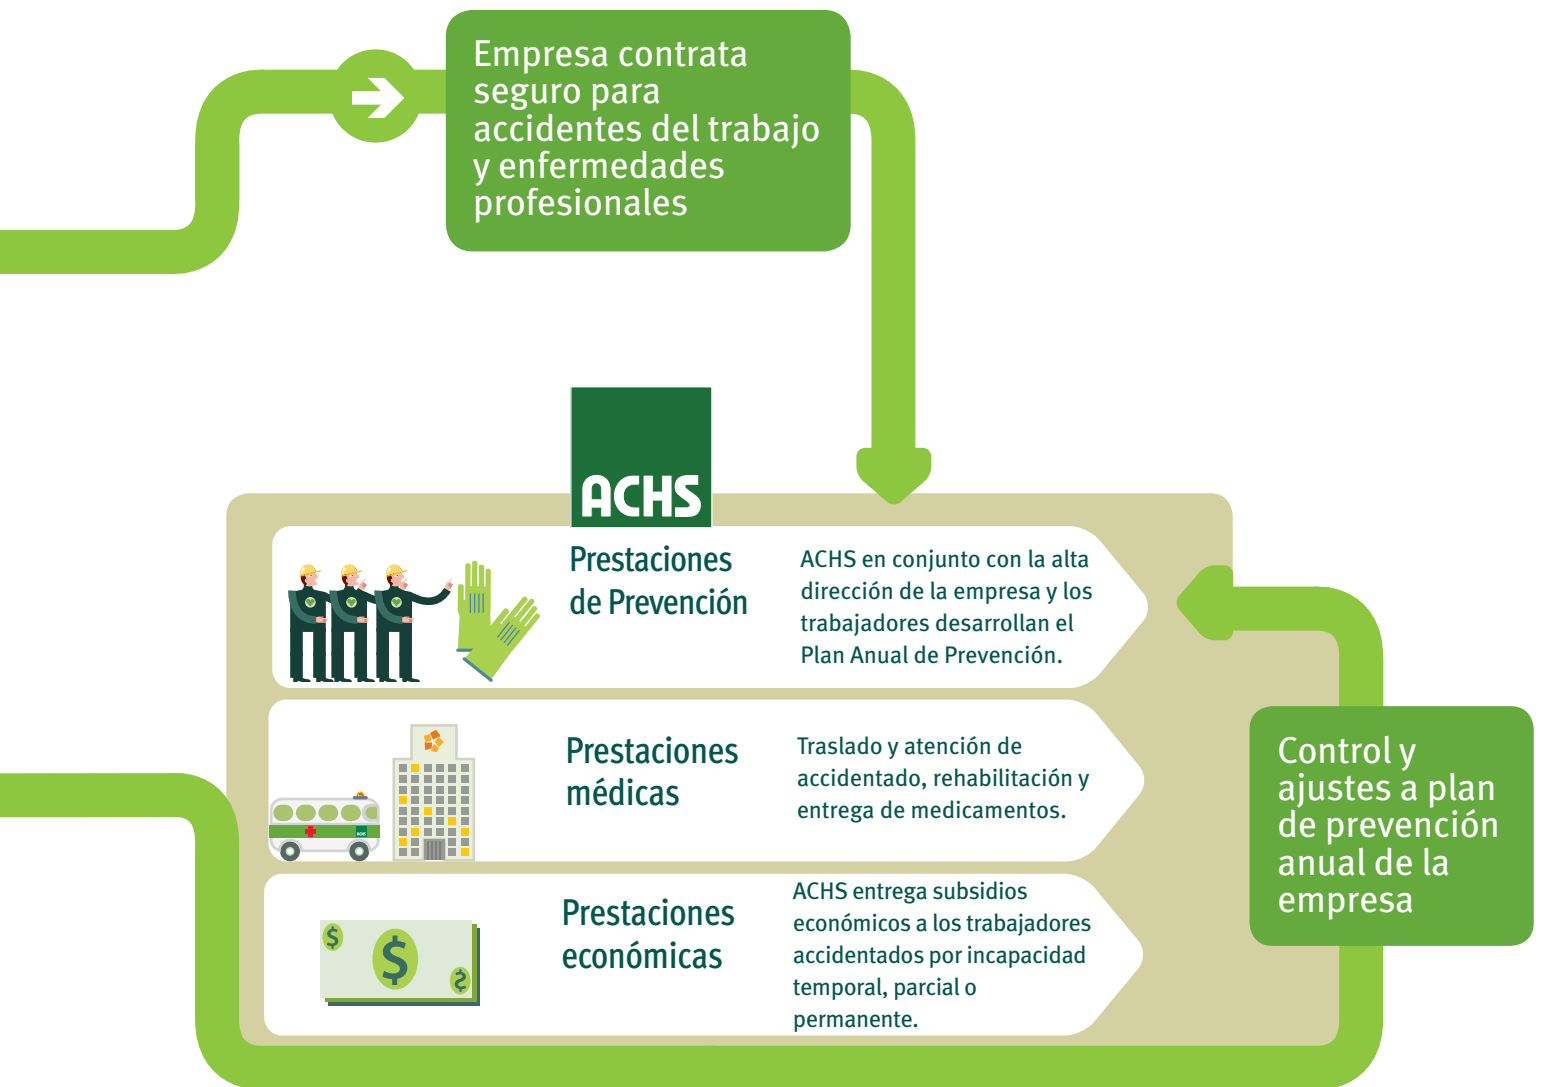 Empresa contrata
seguro para
accidentes del trabajo
y enfermedades
profesionales
ACHS
Prestaciones
de Prevención
ACHS en conjunto con la alta
dirección de la empresa y los
trabajadores desarrollan el
Plan Anual de Prevención.
Prestaciones
médicas
Traslado y atención de
accidentado, rehabilitación y
entrega de medicamentos.
ACHS
Prestaciones
económicas
ACHS entrega subsidios
económicos a los trabajadores
accidentados por incapacidad
temporal, parcial o
permanente.
$
$
$
Control y
ajustes a plan
de prevención
anual de la
empresa